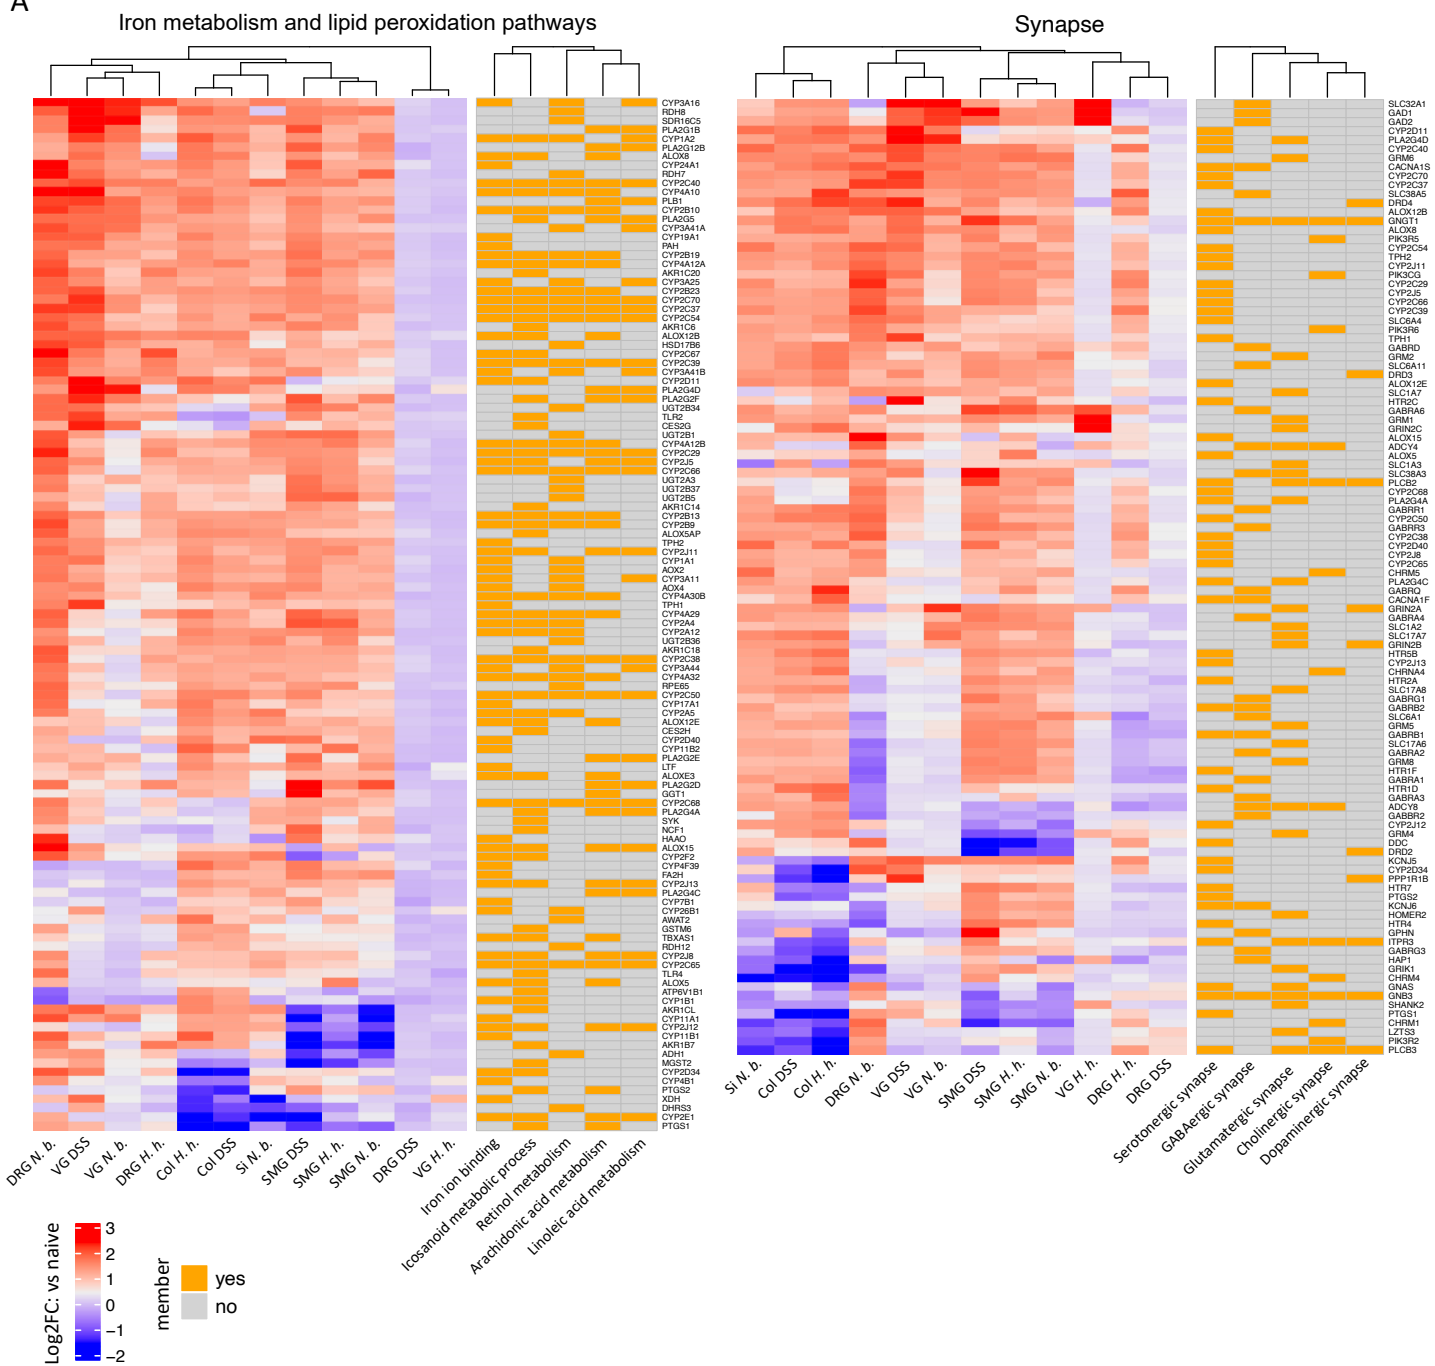 A
Iron metabolism and lipid peroxidation pathways
CYP3A16
RDH8
SDR16C5
PLA2G1B
CYP1A2
PLA2G12B
ALOX8
CYP24A1
RDH7
CYP2C40
CYP4A10
PLB1
CYP2B10
PLA2G5
CYP3A41A
CYP19A1
PAH
CYP2B19
CYP4A12A
AKR1C20
CYP3A25
CYP2B23
CYP2C70
CYP2C37
CYP2C54
AKR1C6
ALOX12B
HSD17B6
CYP2C67
CYP2C39
CYP3A41B
CYP2D11
PLA2G4D
PLA2G2F
UGT2B34
TLR2
CES2G
UGT2B1
CYP4A12B
CYP2C29
CYP2J5
CYP2C66
UGT2A3
UGT2B37
UGT2B5
AKR1C14
CYP2B13
CYP2B9
ALOX5AP
TPH2
CYP2J11
CYP1A1
AOX2
CYP3A11
AOX4
CYP4A30B
TPH1
CYP4A29
CYP2A4
CYP2A12
UGT2B36
AKR1C18
CYP2C38
CYP3A44
CYP4A32
RPE65
CYP2C50
CYP17A1
CYP2A5
ALOX12E
CES2H
CYP2D40
CYP11B2
PLA2G2E
LTF
ALOXE3
PLA2G2D
GGT1
CYP2C68
PLA2G4A
SYK
NCF1
HAAO
ALOX15
CYP2F2
CYP4F39
FA2H
CYP2J13
PLA2G4C
CYP7B1
CYP26B1
AWAT2
GSTM6
TBXAS1
RDH12
CYP2J8
CYP2C65
TLR4
ALOX5
ATP6V1B1
CYP1B1
AKR1CL
CYP11A1
CYP2J12
CYP11B1
AKR1B7
ADH1
MGST2
CYP2D34
CYP4B1
PTGS2
XDH
DHRS3
CYP2E1
PTGS1
DRG N. b.
VG DSS
VG N. b.
DRG H. h.
Col H. h.
Col DSS
SI N. b.
SMG DSS
SMG H. h.
SMG N. b.
DRG DSS
VG H. h.
Iron ion binding
Icosanoid metabolic process
Retinol metabolism
Arachidonic acid metabolism
Linoleic acid metabolism
Synapse
SLC32A1
GAD1
GAD2
CYP2D11
PLA2G4D
CYP2C40
GRM6
CACNA1S
CYP2C70
CYP2C37
SLC38A5
DRD4
ALOX12B
GNGT1
ALOX8
PIK3R5
CYP2C54
TPH2
CYP2J11
PIK3CG
CYP2C29
CYP2J5
CYP2C66
CYP2C39
SLC6A4
PIK3R6
TPH1
GABRD
GRM2
SLC6A11
DRD3
ALOX12E
SLC1A7
HTR2C
GABRA6
GRM1
GRIN2C
ALOX15
ADCY4
ALOX5
SLC1A3
SLC38A3
PLCB2
CYP2C68
PLA2G4A
GABRR1
CYP2C50
GABRR3
CYP2C38
CYP2D40
CYP2J8
CYP2C65
CHRM5
PLA2G4C
GABRQ
CACNA1F
GRIN2A
GABRA4
SLC1A2
SLC17A7
GRIN2B
HTR5B
CYP2J13
CHRNA4
HTR2A
SLC17A8
GABRG1
GABRB2
SLC6A1
GRM5
GABRB1
SLC17A6
GABRA2
GRM8
HTR1F
GABRA1
HTR1D
GABRA3
ADCY8
GABBR2
CYP2J12
GRM4
DDC
DRD2
KCNJ5
CYP2D34
PPP1R1B
HTR7
PTGS2
KCNJ6
HOMER2
HTR4
GPHN
ITPR3
GABRG3
HAP1
GRIK1
CHRM4
GNAS
GNB3
SHANK2
PTGS1
CHRM1
LZTS3
PIK3R2
PLCB3
SI N. b.
Col DSS
Col H. h.
DRG N. b.
VG DSS
VG N. b.
SMG DSS
SMG H. h.
SMG N. b.
VG H. h.
DRG H. h.
DRG DSS
Serotonergic synapse
GABAergic synapse
Glutamatergic synapse
Cholinergic synapse
Dopaminergic synapse
Log2FC: vs naive
3
2
1
0
−1
−2
member
yes
no